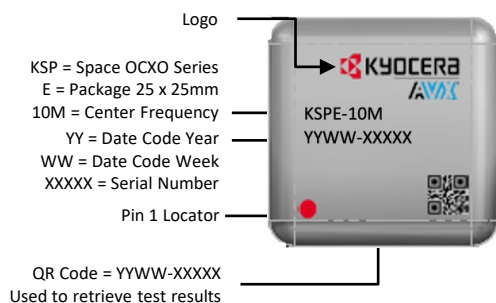 Logo
KYOCERA
AVAX
KSP = Space OCXO Series
E = Package 25 x 25mm
10M = Center Frequency
KSPE-10M
YY = Date Code Year
YYWW-XXXXX
WW = Date Code Week
XXXXX = Serial Number
Pin 1 Locator
QR Code = YYWW-XXXXX
Used to retrieve test results